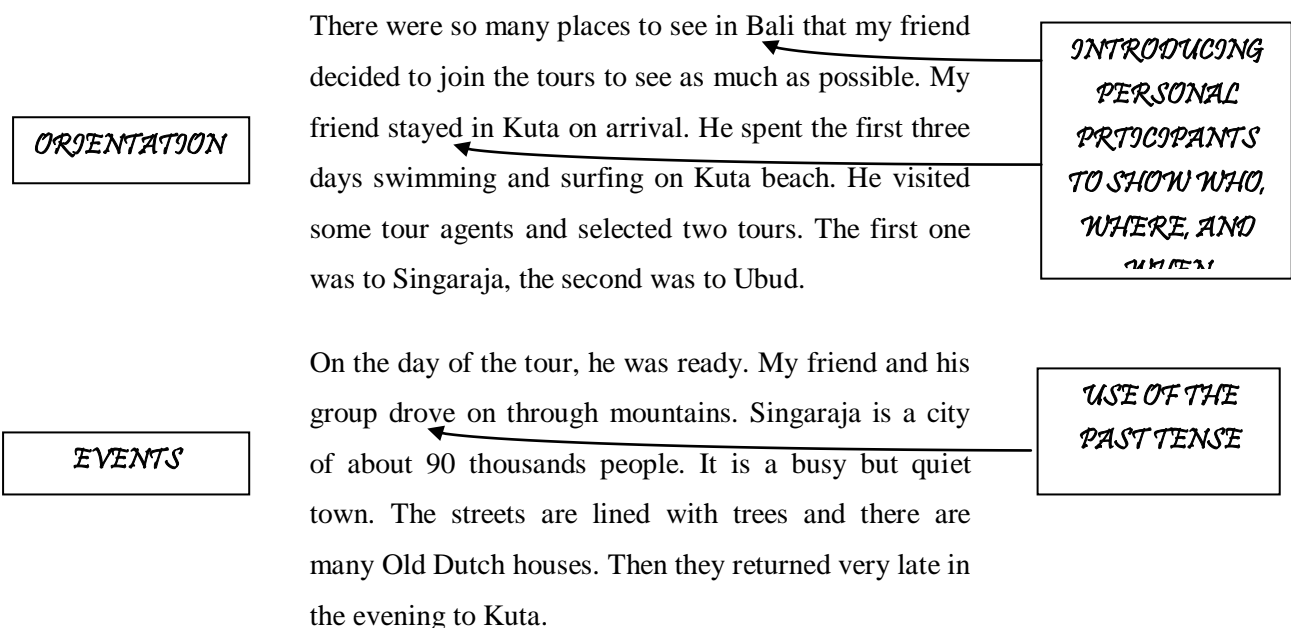 There were so many places to see in Bali that my friend
decided to join the tours to see as much as possible. My
friend stayed in Kuta on arrival. He spent the first three
days swimming and surfing on Kuta beach. He visited
some tour agents and selected two tours. The first one
was to Singaraja, the second was to Ubud.
ORIENTATION
INTRODUCING
PERSONAL
PRTICIPANTS
TO SHOW WHO,
WHERE, AND
WHEN
On the day of the tour, he was ready. My friend and his
group drove on through mountains. Singaraja is a city
of about 90 thousands people. It is a busy but quiet
town. The streets are lined with trees and there are
many Old Dutch houses. Then they returned very late in
the evening to Kuta.
EVENTS
USE OF THE
PAST TENSE